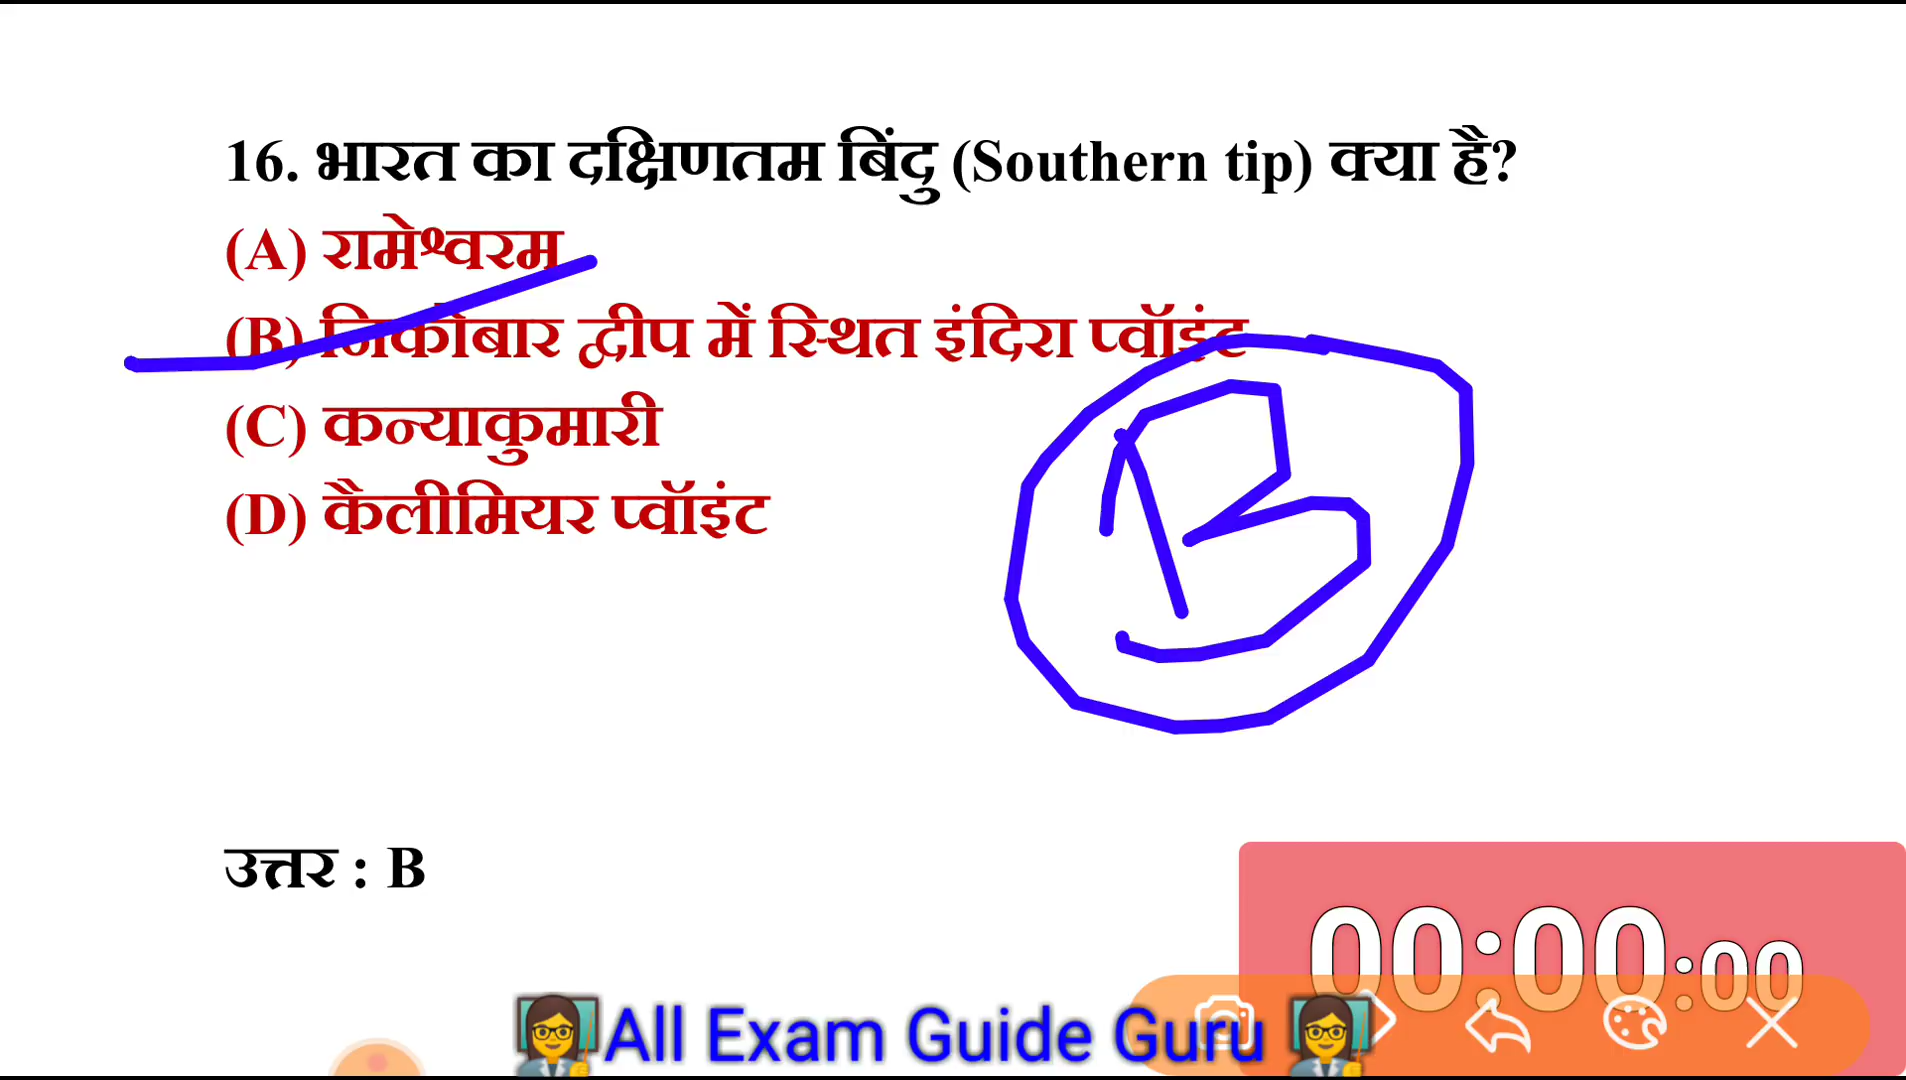 16. भारत का दक्षिणतम बिंदु (Southern tip) क्या है?
(A) रामेश्वरम
(B) निकोबार द्वीप में स्थित इंदिरा प्वॉइंट
(C) कन्याकुमारी
(D) कैलीमियर प्वॉइंट
B
उत्तर : B
00:00:00
All Exam Guide Guru